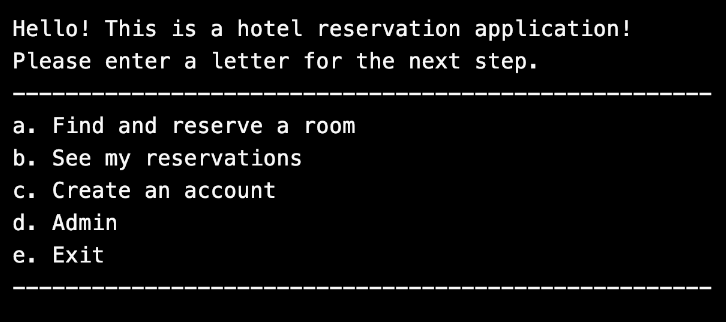 Hello! This is a hotel reservation application!
Please enter a letter for the next step.
-----------------------------------------------------
a. Find and reserve a room
b. See my reservations
c. Create an account
d. Admin
e. Exit
-----------------------------------------------------